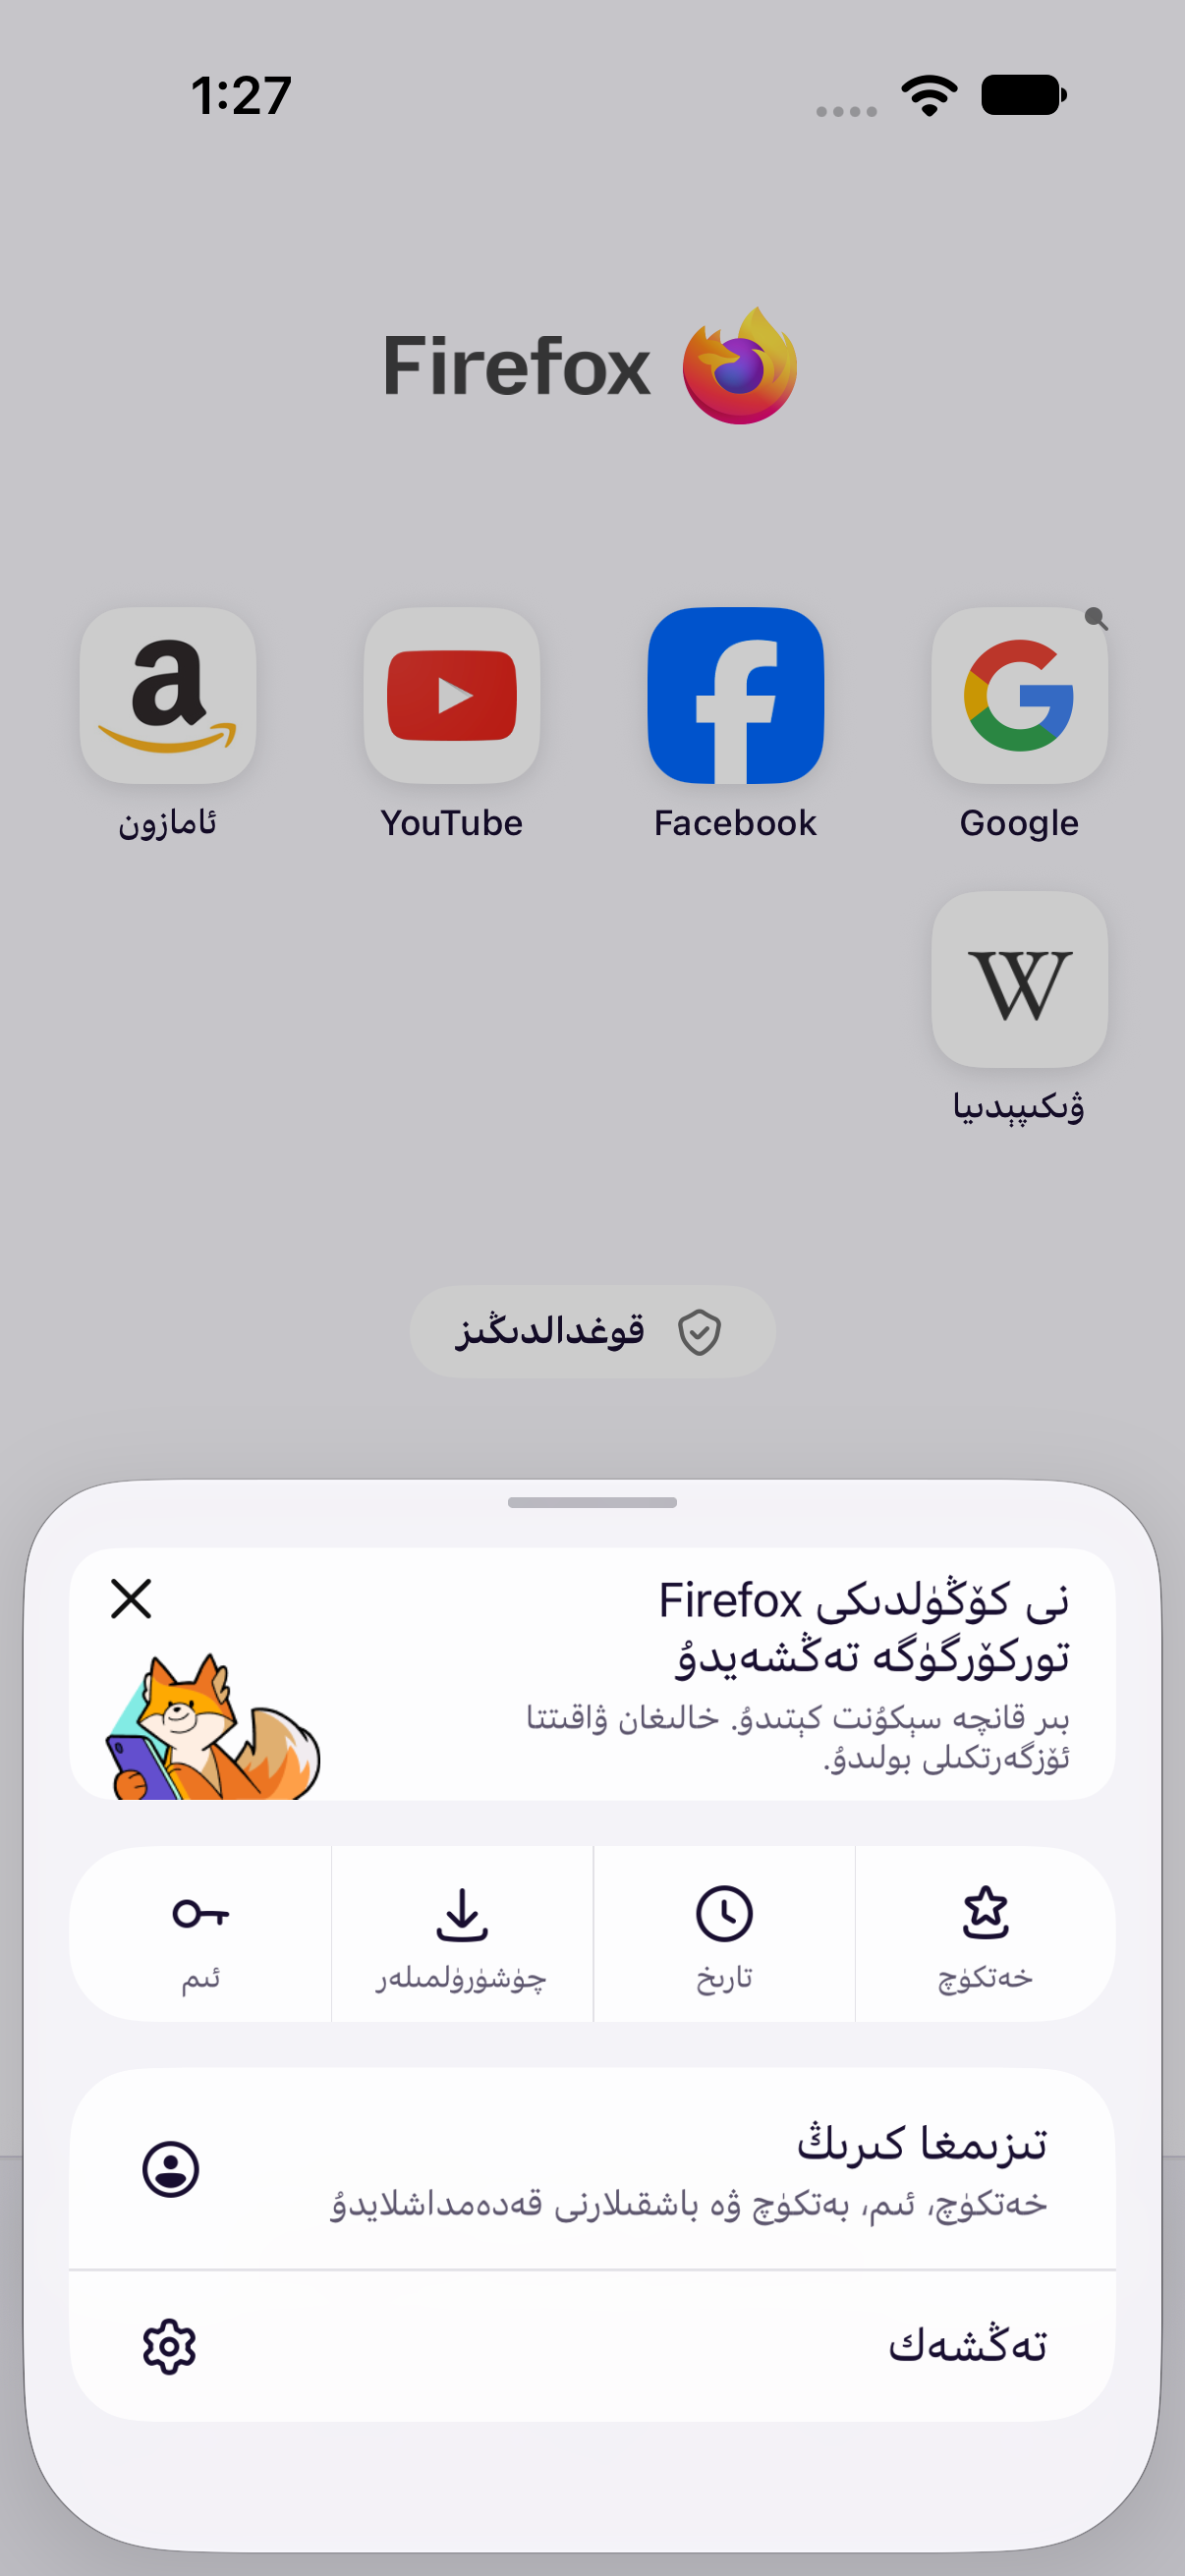 1:27
Firefox
Google
Facebook
YouTube
ئامازون
ۋىكىپېدىيا
قوغدالدىڭىز
Firefox نى كۆڭۈلدىكى
توركۆرگۈگە تەڭشەيدۇ
بىر قانچە سېكۇنت كېتىدۇ. خالىغان ۋاقىتتا
ئۆزگەرتكىلى بولىدۇ.
خەتكۈچ
تارىخ
چۈشۈرۈلمىلەر
ئىم
تىزىمغا كىرىڭ
خەتكۈچ، ئىم، بەتكۈچ ۋە باشقىلارنى قەدەمداشلايدۇ
تەڭشەك